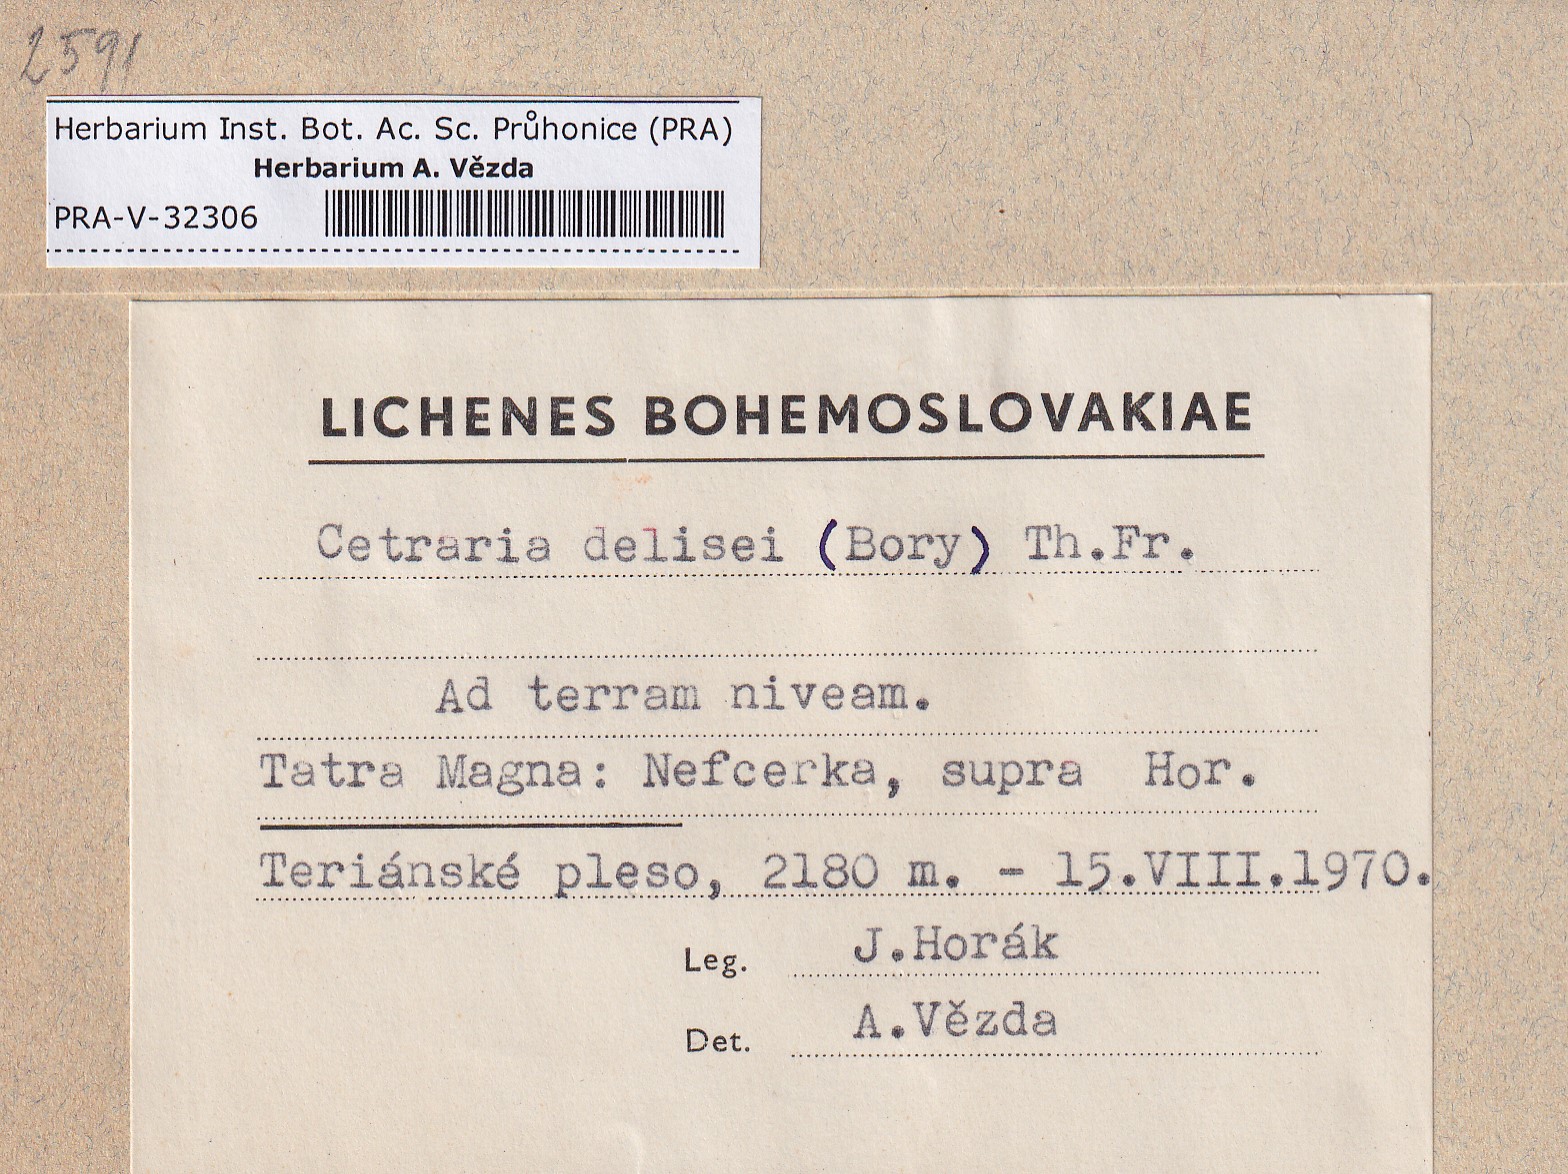 2591
Herbarium Inst. Bot. Ac. Sc. Průhonice (PRA)
Herbarium A. Vězda
PRA-V-32306
LICHENES BOHEMOSLOVAKIAE
Cetraria delisei (Bory) Th.Fr.
Ad terram niveam.
Tatra Magna: Nefcerka, supra Hor.
Teriánské pleso, 2180 m. - 15.VIII.1970.
Leg. J.Horák
Det. A.Vězda